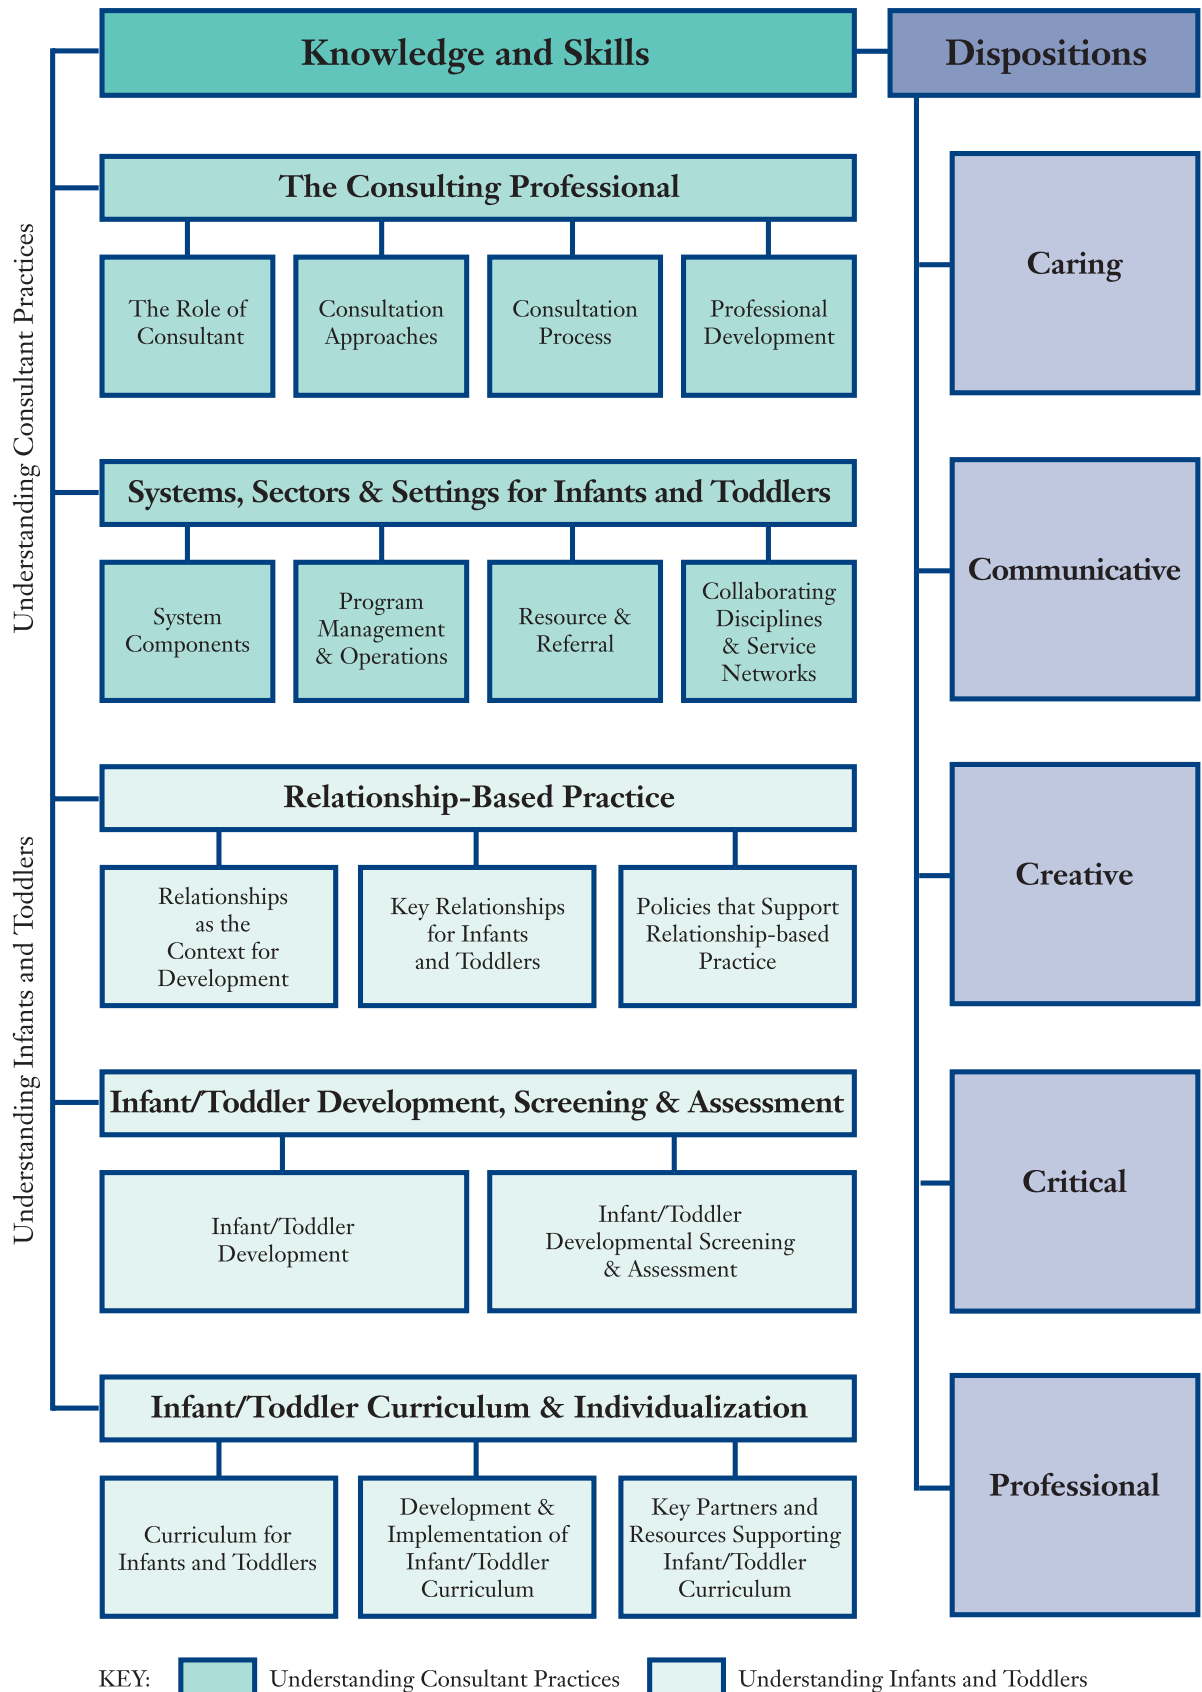 Knowledge and Skills
Dispositions
Understanding Consultant Practices
The Consulting Professional
The Role of
Consultant
Consultation
Approaches
Consultation
Process
Professional
Development
Caring
Systems, Sectors & Settings for Infants and Toddlers
System
Components
Program
Management
& Operations
Resource &
Referral
Collaborating
Disciplines
& Service
Networks
Communicative
Understanding Infants and Toddlers
Relationship-Based Practice
Relationships
as the
Context for
Development
Key Relationships
for Infants
and Toddlers
Policies that Support
Relationship-based
Practice
Creative
Infant/Toddler Development, Screening & Assessment
Infant/Toddler
Development
Infant/Toddler
Developmental Screening
& Assessment
Critical
Infant/Toddler Curriculum & Individualization
Curriculum for
Infants and Toddlers
Development &
Implementation of
Infant/Toddler
Curriculum
Key Partners and
Resources Supporting
Infant/Toddler
Curriculum
Professional
KEY:
Understanding Consultant Practices
Understanding Infants and Toddlers